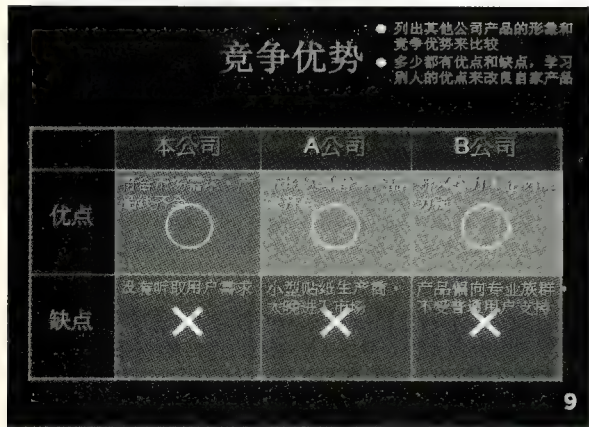 竞争优势
● 列出其他公司产品的形象和
竞争优势来比较
● 多少都有优点和缺点，学习
别人的优点来改良自家产品
本公司 A公司 B公司
优点
缺点
没有听取用户需求
小型贴纸生产商，
太晚进入市场
产品偏向专业族群，
不受普通用户支持
9